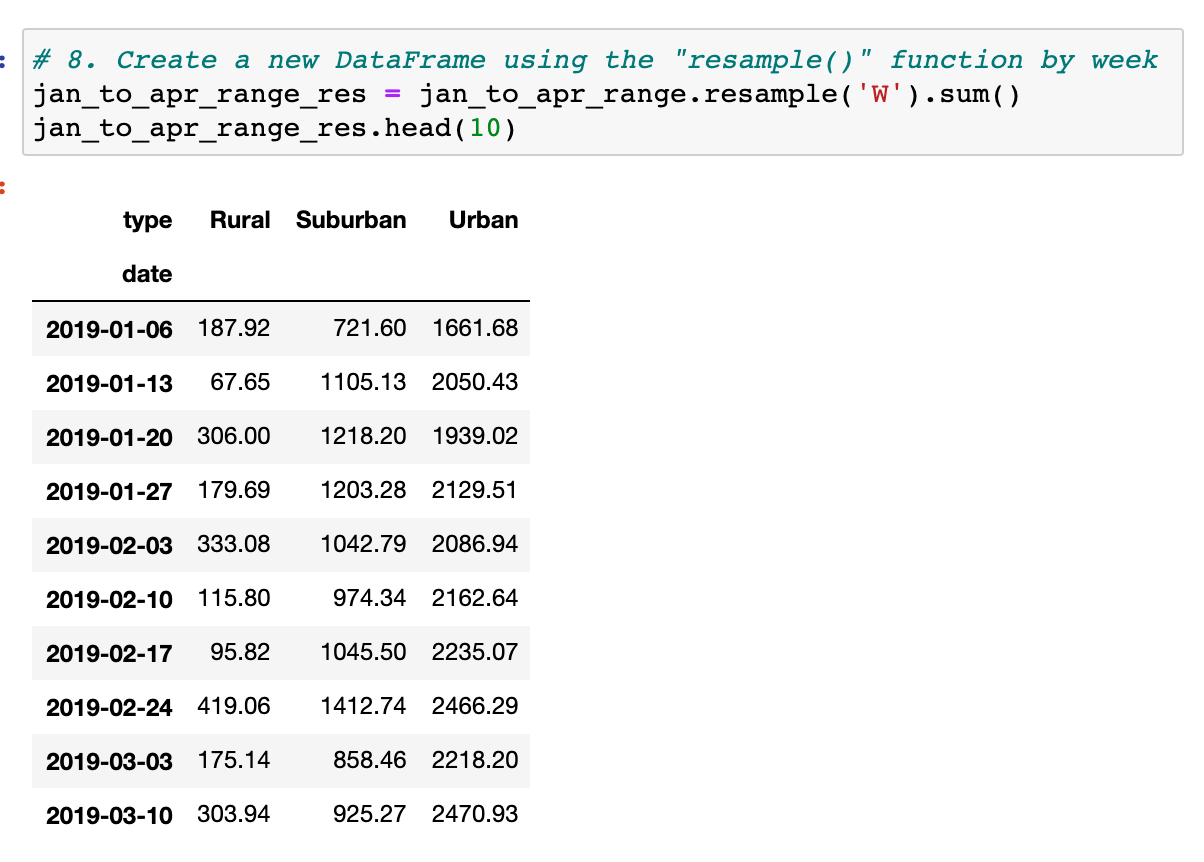 # 8. Create a new DataFrame using the "resample()" function by week
jan_to_apr_range_res = jan_to_apr_range.resample('W').sum()
jan_to_apr_range_res.head(10)
type Rural Suburban Urban
date
2019-01-06 187.92 721.60 1661.68
2019-01-13 67.65 1105.13 2050.43
2019-01-20 306.00 1218.20 1939.02
2019-01-27 179.69 1203.28 2129.51
2019-02-03 333.08 1042.79 2086.94
2019-02-10 115.80 974.34 2162.64
2019-02-17 95.82 1045.50 2235.07
2019-02-24 419.06 1412.74 2466.29
2019-03-03 175.14 858.46 2218.20
2019-03-10 303.94 925.27 2470.93